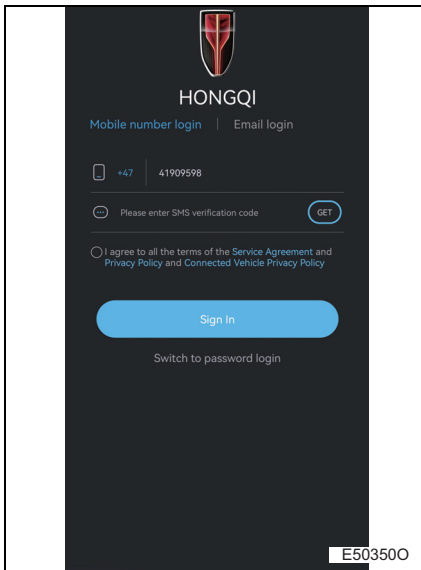 HONGQI
Mobile number login | Email login
+47 41909598
Please enter SMS verification code GET
I agree to all the terms of the Service Agreement and
Privacy Policy and Connected Vehicle Privacy Policy
Sign In
Switch to password login
E50350O